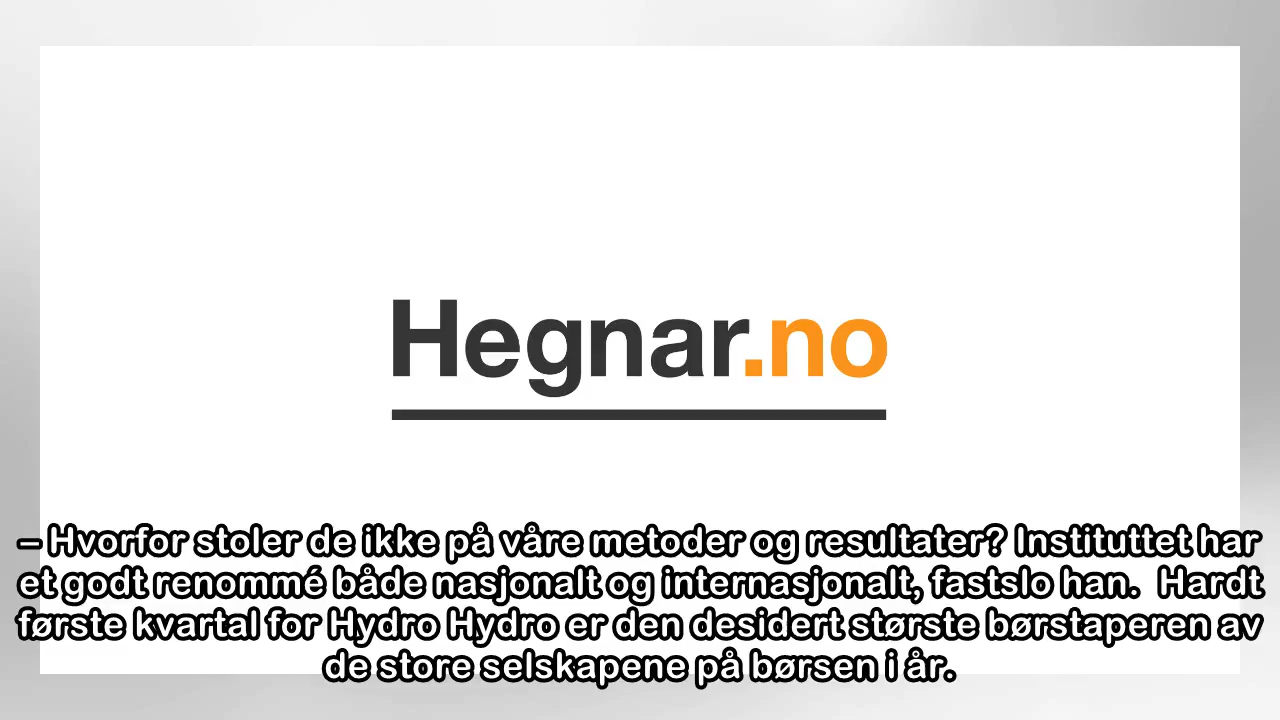 Hegnar.no
– Hvorfor stoler de ikke på våre metoder og resultater? Instituttet har
et godt renommé både nasjonalt og internasjonalt, fastslo han.  Hardt
første kvartal for Hydro Hydro er den desidert største børstaperen av
de store selskapene på børsen i år.